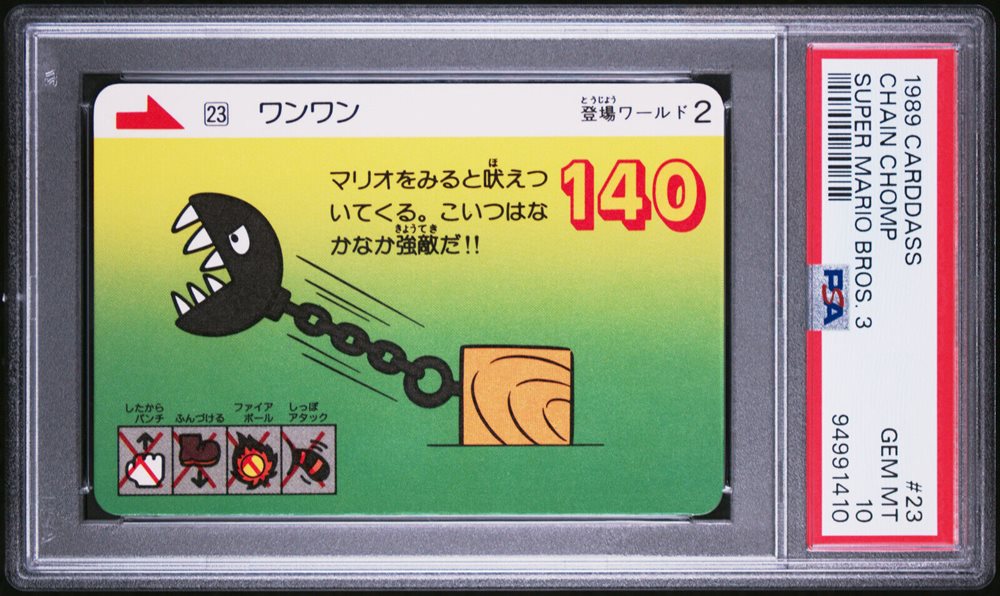 23 ワンワン 登場ワールド2
とうじょう
マリオをみると吠えつ
ほ
いてくる。こいつはな
かなか強敵だ!!
きょうてき
140
したから
パンチ
ふんづける
ファイア
ボール
しっぽ
アタック
1989 CARDDASS #23
CHAIN CHOMP GEM MT
SUPER MARIO BROS. 3 10
94991410
PSA